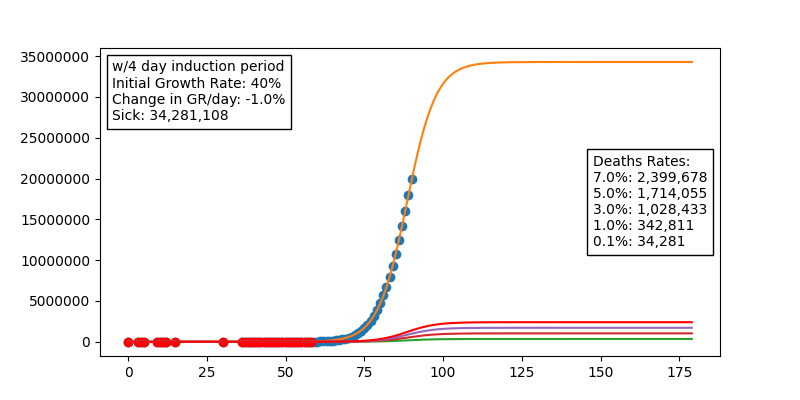 35000000
30000000
25000000
20000000
15000000
10000000
5000000
0
w/4 day induction period
Initial Growth Rate: 40%
Change in GR/day: -1.0%
Sick: 34,281,108
Deaths Rates:
7.0%: 2,399,678
5.0%: 1,714,055
3.0%: 1,028,433
1.0%: 342,811
0.1%: 34,281
0 25 50 75 100 125 150 175